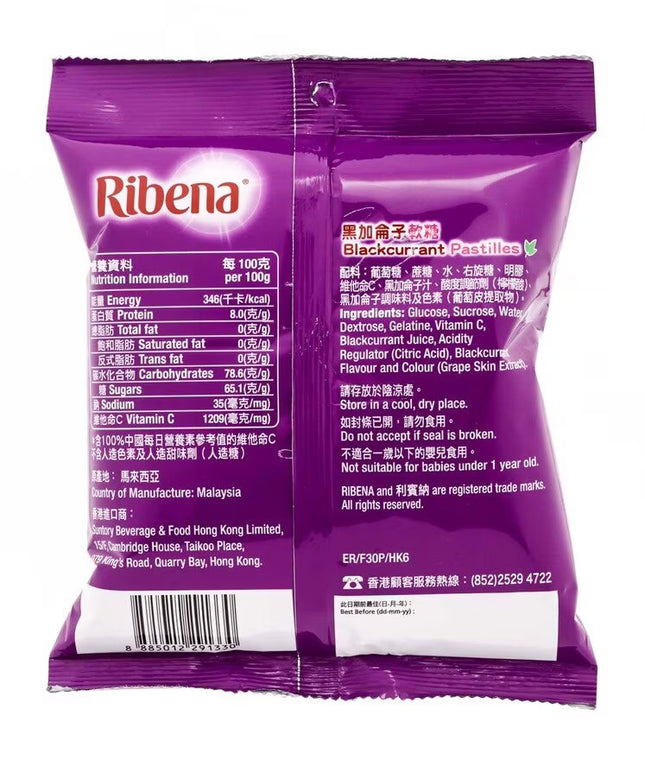 Ribena
營養資料 每 100克
Nutrition Information per 100g
能量 Energy 346(千卡/kcal)
蛋白質 Protein 8.0(克/g)
總脂肪 Total fat 0(克/g)
飽和脂肪 Saturated fat 0(克/g)
反式脂肪 Trans fat 0(克/g)
碳水化合物 Carbohydrates 78.6(克/g)
糖 Sugars 65.1(克/g)
鈉 Sodium 35(毫克/mg)
維他命C Vitamin C 1209(毫克/mg)
*含100%中國每日營養素參考值的維他命C
不含人造色素及人造甜味劑（人造糖）
原產地：馬來西亞
Country of Manufacture: Malaysia
香港進口商：
Suntory Beverage & Food Hong Kong Limited,
15/F, Cambridge House, Taikoo Place,
979 King's Road, Quarry Bay, Hong Kong.
8 885012 291330
黑加侖子軟糖
Blackcurrant Pastilles
配料：葡萄糖、蔗糖、水、右旋糖、明膠、
維他命C、黑加侖子汁、酸度調節劑（檸檬酸）、
黑加侖子調味料及色素（葡萄皮提取物）。
Ingredients: Glucose, Sucrose, Water,
Dextrose, Gelatine, Vitamin C,
Blackcurrant Juice, Acidity
Regulator (Citric Acid), Blackcurrant
Flavour and Colour (Grape Skin Extract).
請存放於陰涼處。
Store in a cool, dry place.
如封條已開，請勿食用。
Do not accept if seal is broken.
不適合一歲以下的嬰兒食用。
Not suitable for babies under 1 year old.
RIBENA and 利賓納 are registered trade marks.
All rights reserved.
ER/F30P/HK6
☎ 香港顧客服務熱線：(852)2529 4722
此日期前最佳(日-月-年)：
Best Before (dd-mm-yy) :